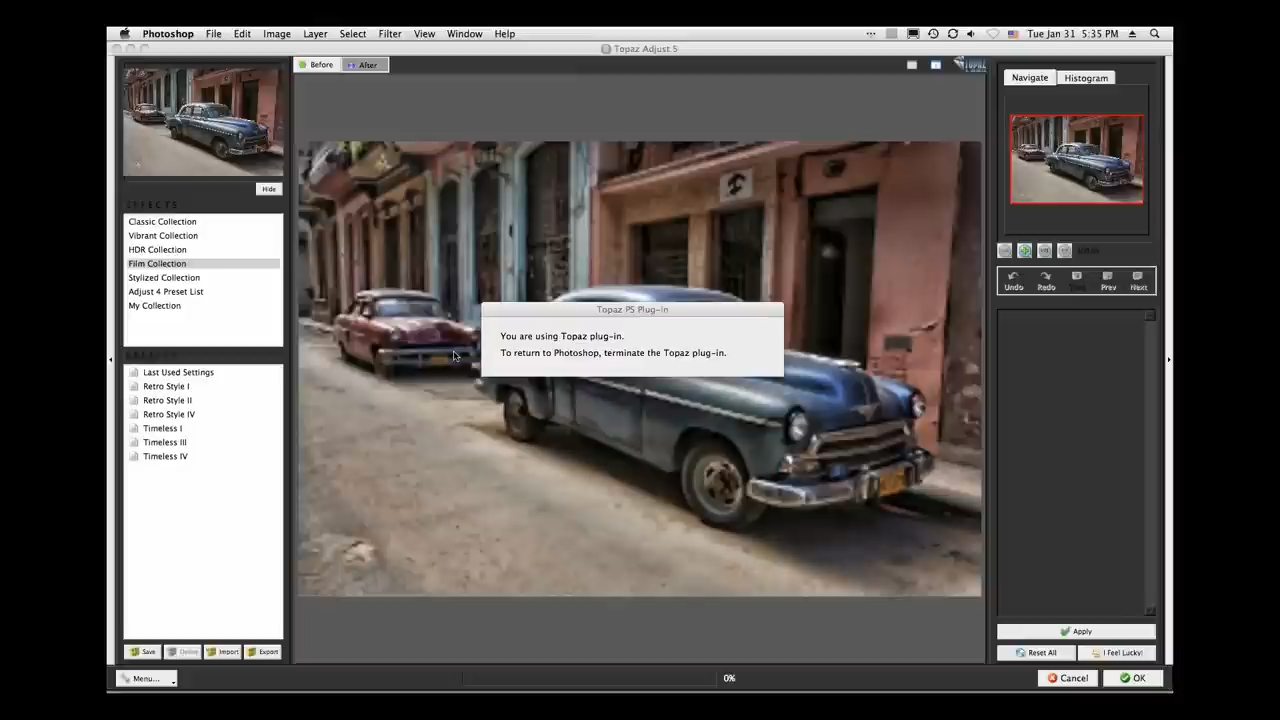 Photoshop File Edit Image Layer Select Filter View Window Help
Tue Jan 31 5:35 PM
Topaz Adjust 5
Before
After
TOPAZ
Navigate
Histogram
Hide
EFFECTS
Classic Collection
Vibrant Collection
HDR Collection
Film Collection
Stylized Collection
Adjust 4 Preset List
My Collection
Undo
Redo
Prev
Next
Topaz PS Plug-in
You are using Topaz plug-in.
To return to Photoshop, terminate the Topaz plug-in.
Last Used Settings
Retro Style I
Retro Style II
Retro Style IV
Timeless I
Timeless III
Timeless IV
Apply
Save
Delete
Import
Export
Reset All
I Feel Lucky!
Menu...
0%
Cancel
OK